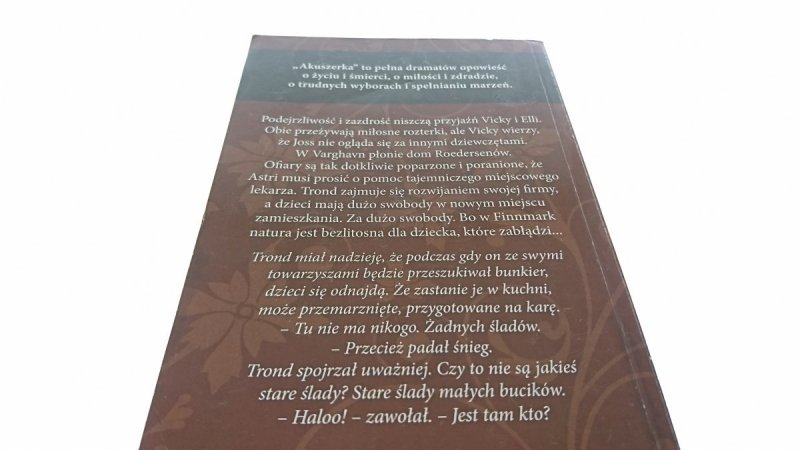 „Akuszerka” to pełna dramatów opowieść
o życiu i śmierci, o miłości i zdradzie,
o trudnych wyborach i spełnianiu marzeń.
Podejrzliwość i zazdrość niszczą przyjaźń Vicky i Elli.
Obie przeżywają miłosne rozterki, ale Vicky wierzy,
że Joss nie ogląda się za innymi dziewczętami.
W Varghavn płonie dom Roedersenów.
Ofiary są tak dotkliwie poparzone i poranione, że
Astri musi prosić o pomoc tajemniczego miejscowego
lekarza. Trond zajmuje się rozwijaniem swojej firmy,
a dzieci mają dużo swobody w nowym miejscu
zamieszkania. Za dużo swobody. Bo w Finnmark
natura jest bezlitosna dla dziecka, które zabłądzi...
Trond miał nadzieję, że podczas gdy on ze swymi
towarzyszami będzie przeszukiwał bunkier,
dzieci się odnajdą. Że zastanie je w kuchni,
może przemarznięte, przygotowane na karę.
– Tu nie ma nikogo. Żadnych śladów.
– Przecież padał śnieg.
Trond spojrzał uważniej. Czy to nie są jakieś
stare ślady? Stare ślady małych bucików.
– Haloo! – zawołał. – Jest tam kto?